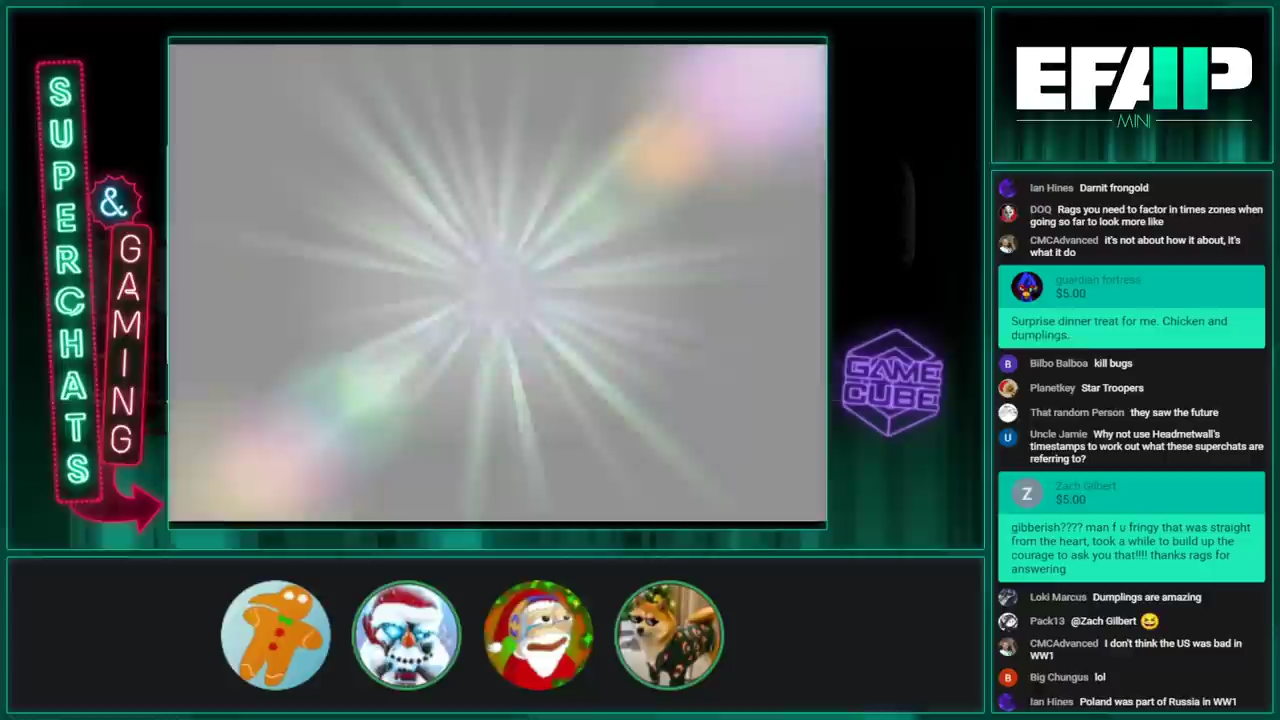 SUPERCHATS
&
GAMING
GAME
CUBE
EFAP
MINI
Ian Hines Darnit frongold
DOQ Rags you need to factor in times zones when
going so far to look more like
CMCAdvanced it's not about how it about, it's
what it do
guardian fortress
$5.00
Surprise dinner treat for me. Chicken and
dumplings.
B Bilbo Balboa kill bugs
Planetkey Star Troopers
That random Person they saw the future
U Uncle Jamie Why not use Headmetwall's
timestamps to work out what these superchats are
referring to?
Z Zach Gilbert
$5.00
gibberish???? man f u fringy that was straight
from the heart, took a while to build up the
courage to ask you that!!!! thanks rags for
answering
Loki Marcus Dumplings are amazing
Pack13 @Zach Gilbert 😆
CMCAdvanced I don't think the US was bad in
WW1
B Big Chungus lol
Ian Hines Poland was part of Russia in WW1